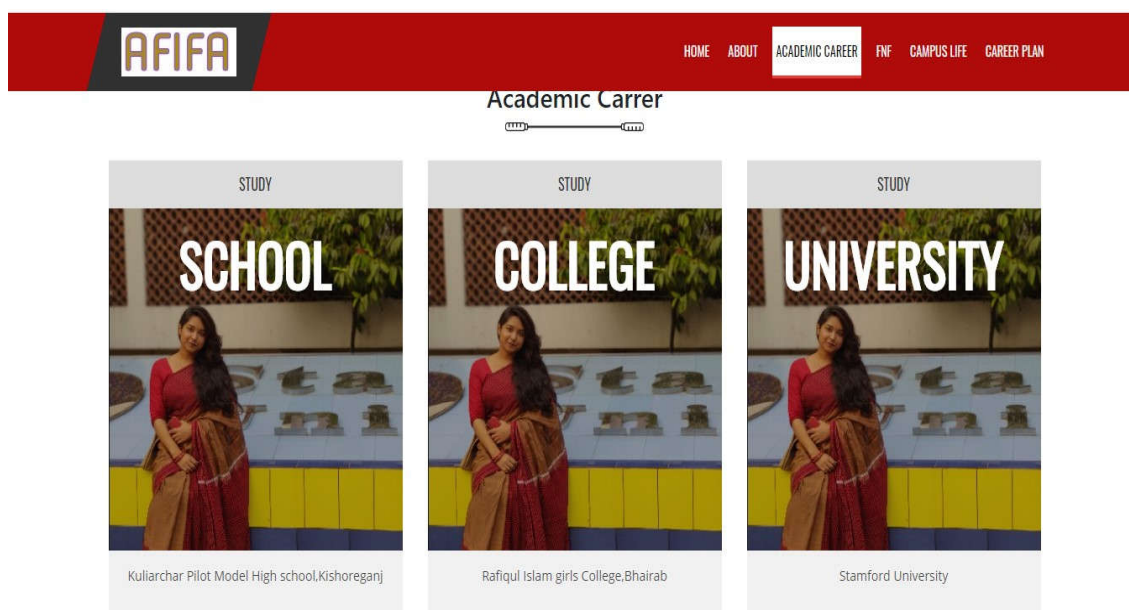 AFIFA
HOME ABOUT ACADEMIC CAREER FNF CAMPUS LIFE CAREER PLAN
Academic Carrer
STUDY
SCHOOL
Kuliarchar Pilot Model High school,Kishoreganj
STUDY
COLLEGE
Rafiqul Islam girls College,Bhairab
STUDY
UNIVERSITY
Stamford University